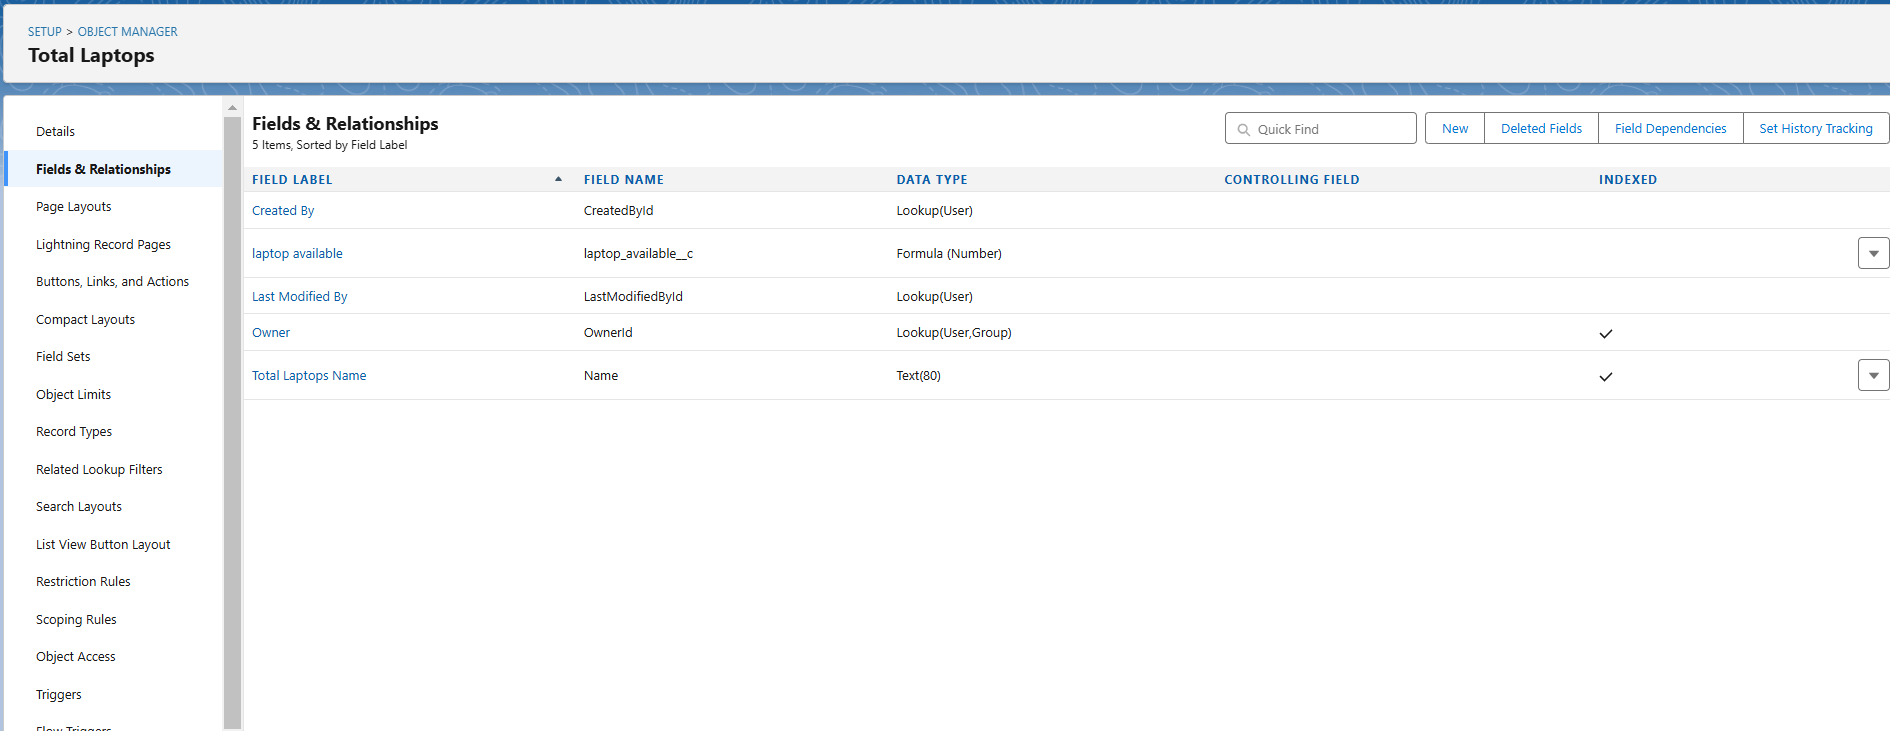 SETUP > OBJECT MANAGER
Total Laptops
Details
Fields & Relationships
Page Layouts
Lightning Record Pages
Buttons, Links, and Actions
Compact Layouts
Field Sets
Object Limits
Record Types
Related Lookup Filters
Search Layouts
List View Button Layout
Restriction Rules
Scoping Rules
Object Access
Triggers
Flow Triggers
Fields & Relationships
5 Items, Sorted by Field Label
Quick Find
New
Deleted Fields
Field Dependencies
Set History Tracking
FIELD LABEL FIELD NAME DATA TYPE CONTROLLING FIELD INDEXED
Created By CreatedById Lookup(User)
laptop available laptop_available__c Formula (Number)
Last Modified By LastModifiedById Lookup(User)
Owner OwnerId Lookup(User,Group)
Total Laptops Name Name Text(80)